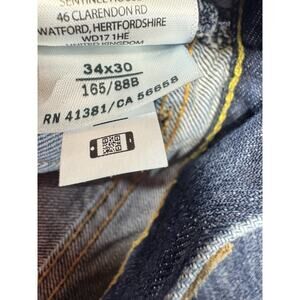 SENTINEL HOUSE
46 CLARENDON RD
WATFORD, HERTFORDSHIRE
WD17 1HE
UNITED KINGDOM
34x30
165/88B
RN 41381/CA 56658